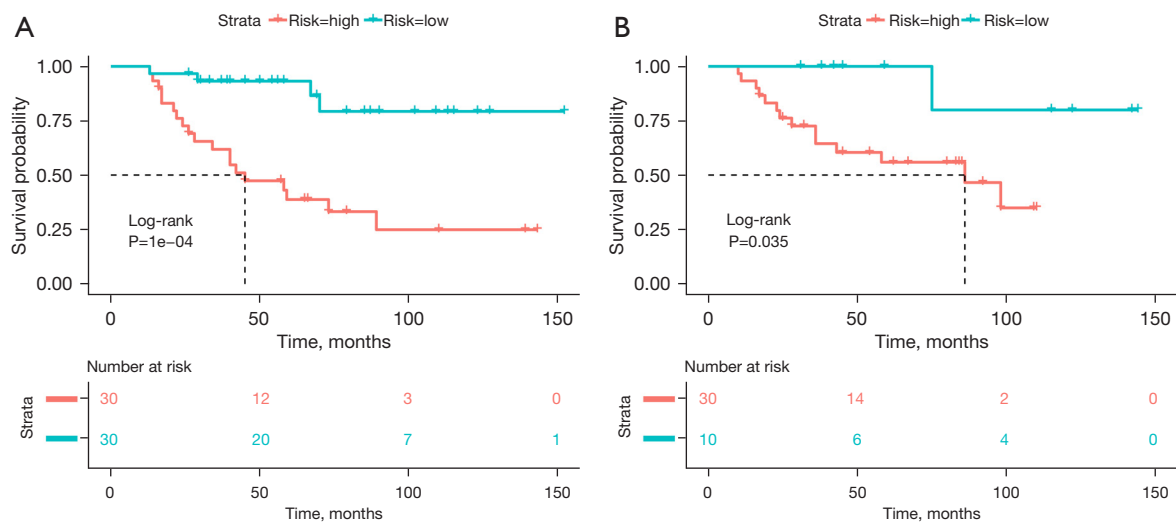 A
Strata Risk=high Risk=low
1.00
0.75
0.50
0.25
0.00
Survival probability
Log-rank
P=1e−04
0 50 100 150
Time, months
Number at risk
Strata
30 12 3 0
30 20 7 1
0 50 100 150
Time, months
B
Strata Risk=high Risk=low
1.00
0.75
0.50
0.25
0.00
Survival probability
Log-rank
P=0.035
0 50 100 150
Time, months
Number at risk
Strata
30 14 2 0
10 6 4 0
0 50 100 150
Time, months